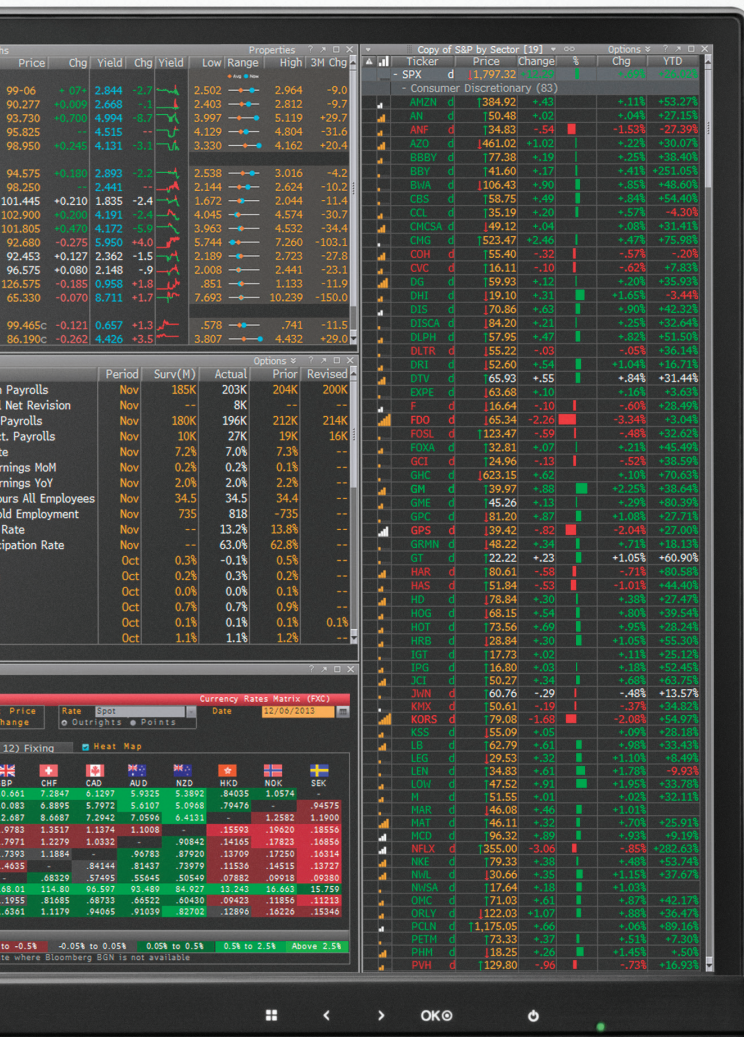 Properties
Price Chg Yield Chg Yield Low Range High 3M Chg
Avg Now
99-06 + 07+ 2.844 -2.7 2.502 2.964 -9.0
90.277 +0.009 2.668 -.1 2.403 2.812 -9.7
93.730 +0.700 4.994 -8.7 3.997 5.119 +29.7
95.825 -- 4.515 -- 4.129 4.804 -31.6
98.950 +0.245 4.131 -3.1 3.330 4.162 +20.4
94.575 +0.180 2.893 -2.2 2.538 3.016 -4.2
98.250 -- 2.441 -- 2.144 2.624 -10.2
101.445 +0.210 1.835 -2.4 1.672 2.044 -11.4
102.900 +0.200 4.191 -2.4 4.045 4.574 -30.7
101.805 +0.470 4.172 -5.9 3.963 4.532 -34.4
92.680 -0.275 5.950 +4.0 5.744 7.260 -103.1
92.453 +0.127 2.362 -1.5 2.189 2.723 -27.8
96.575 +0.080 2.148 -.9 2.008 2.441 -23.1
126.575 -0.185 0.958 +1.8 .851 1.133 -11.9
65.330 -0.070 8.711 +1.7 7.693 10.239 -150.0
99.465c -0.121 0.657 +1.3 .578 .741 -11.5
86.190c -0.262 4.426 +3.5 3.807 4.432 +29.0
Options
Period Surv(M) Actual Prior Revised
Payrolls Nov 185K 203K 204K 200K
Net Revision Nov 8K -- --
Payrolls Nov 180K 196K 212K 214K
Payrolls Nov 10K 27K 19K 16K
Nov 7.2% 7.0% 7.3% --
MoM Nov 0.2% 0.2% 0.1% --
YoY Nov 2.0% 2.0% 2.2% --
All Employees Nov 34.5 34.5 34.4 --
Employment Nov 735 818 -735 --
Rate Nov -- 13.2% 13.8% --
Rate Nov -- 63.0% 62.8% --
Oct 0.3% -0.1% 0.5% --
Oct 0.2% 0.3% 0.2% --
Oct 0.0% 0.0% 0.1% --
Oct 0.7% 0.7% 0.9% --
Oct 0.1% 0.1% 0.1% 0.1%
Oct 1.1% 1.1% 1.2% --
Currency Rates Matrix (FXC)
Price Rate Spot Date 12/06/2013
Outrights Points
12) Fixing Heat Map
CHF CAD AUD NZD HKD NOK SEK
7.2847 6.1297 5.9325 5.3892 .84035 1.0574 -
6.8895 5.7972 5.6107 5.0968 .79476 - .94575
8.6687 7.2942 7.0596 6.4131 - 1.2582 1.1900
1.3517 1.1374 1.1008 - .15593 .19620 .18556
1.2279 1.0332 - .90842 .14165 .17823 .16856
1.1884 - .96783 .87920 .13709 .17250 .16314
- .84144 .81437 .73979 .11536 .14515 .13727
.68329 .57495 .55645 .50549 .07882 .09918 .09380
114.80 96.597 93.489 84.927 13.243 16.663 15.759
.81685 .68733 .66522 .60430 .09423 .11856 .11213
1.1179 .94065 .91039 .82702 .12896 .16226 .15346
to -0.5% -0.05% to 0.05% 0.05% to 0.5% 0.5% to 2.5% Above 2.5%
where Bloomberg BGN is not available
Copy of S&P by Sector [19] Options
Ticker Price Change % Chg YTD
SPX d ↓1,797.32
Consumer Discretionary (83)
AMZN d ↑384.92 +.43 +.11% +53.27%
AN d ↑50.48 +.02 +.04% +27.15%
ANF d ↑34.83 -.54 -1.53% -27.39%
AZO d ↓461.02 +1.02 +.22% +30.07%
BBBY d ↑77.38 +.19 +.25% +38.40%
BBY d ↑41.60 +.17 +.41% +251.05%
BWA d ↓106.43 +.90 +.85% +48.60%
CBS d ↑58.75 +.49 +.84% +54.40%
CCL d ↑35.19 +.20 +.57% -4.30%
CMCSA d ↓49.12 +.04 +.08% +31.41%
CMG d ↑523.47 +2.46 +.47% +75.98%
COH d ↑55.40 -.32 -.57% -.20%
CVC d ↑16.11 -.10 -.62% +7.83%
DG d ↑59.93 +.12 +.20% +35.93%
DHI d ↓19.10 +.31 +1.65% -3.44%
DIS d ↓70.86 +.63 +.90% +42.32%
DISCA d ↓84.20 +.21 +.25% +32.64%
DLPH d ↑57.95 +.47 +.82% +51.50%
DLTR d ↓55.22 -.03 -.05% +36.14%
DRI d ↑52.60 +.54 +1.04% +16.71%
DTV d ↑65.93 +.55 +.84% +31.44%
EXPE d ↑63.68 +.10 +.16% +3.63%
F d ↑16.64 -.10 -.60% +28.49%
FDO d ↑65.34 -2.26 -3.34% +3.04%
FOSL d ↑123.47 -.59 -.48% +32.62%
FOXA d ↑32.81 +.07 +.21% +45.49%
GCI d ↑24.96 -.13 -.52% +38.59%
GHC d ↓623.15 +.62 +.10% +70.63%
GM d ↑39.97 +.88 +2.25% +38.64%
GME d ↑45.26 +.13 +.29% +80.39%
GPC d ↓81.20 +.87 +1.08% +27.71%
GPS d ↓39.42 -.82 -2.04% +27.00%
GRMN d ↓48.22 +.34 +.71% +18.13%
GT d ↑22.22 +.23 +1.05% +60.90%
HAR d ↑80.61 -.58 -.71% +80.58%
HAS d ↑51.84 -.53 -1.01% +44.40%
HD d ↓78.84 +.30 +.38% +27.47%
HOG d ↑68.15 +.54 +.80% +39.54%
HOT d ↑73.56 +.69 +.95% +28.24%
HRB d ↓28.84 +.30 +1.05% +55.30%
IGT d ↑17.73 +.02 +.11% +25.12%
IPG d ↑16.80 +.03 +.18% +52.45%
JCI d ↑50.27 +.34 +.68% +63.75%
JWN d ↑60.76 -.29 -.48% +13.57%
KMX d ↑50.61 -.19 -.37% +34.82%
KORS d ↑79.08 -1.68 -2.08% +54.97%
KSS d ↓55.09 +.05 +.09% +28.18%
LB d ↑62.79 +.61 +.98% +33.43%
LEG d ↓29.53 +.32 +1.10% +8.49%
LEN d ↑34.83 +.61 +1.78% -9.93%
LOW d ↑47.52 +.91 +1.95% +33.78%
M d ↑51.55 +.01 +.02% +32.11%
MAR d ↓46.08 +.46 +1.01%
MAT d ↑46.11 +.32 +.70% +25.91%
MCD d ↑96.32 +.89 +.93% +9.19%
NFLX d ↑355.00 -3.06 -.85% +282.63%
NKE d ↑79.33 +.38 +.48% +53.74%
NWL d ↓30.66 +.35 +1.15% +37.67%
NWSA d ↑17.64 +.18 +1.03%
OMC d ↑71.03 +.61 +.87% +42.17%
ORLY d ↓122.03 +1.07 +.88% +36.47%
PCLN d ↑1,175.05 +.66 +.06% +89.16%
PETM d ↑73.33 +.37 +.51% +7.30%
PHM d ↑18.25 +.26 +1.45% +.50%
PVH d ↑129.80 -.96 -.73% +16.93%
OK